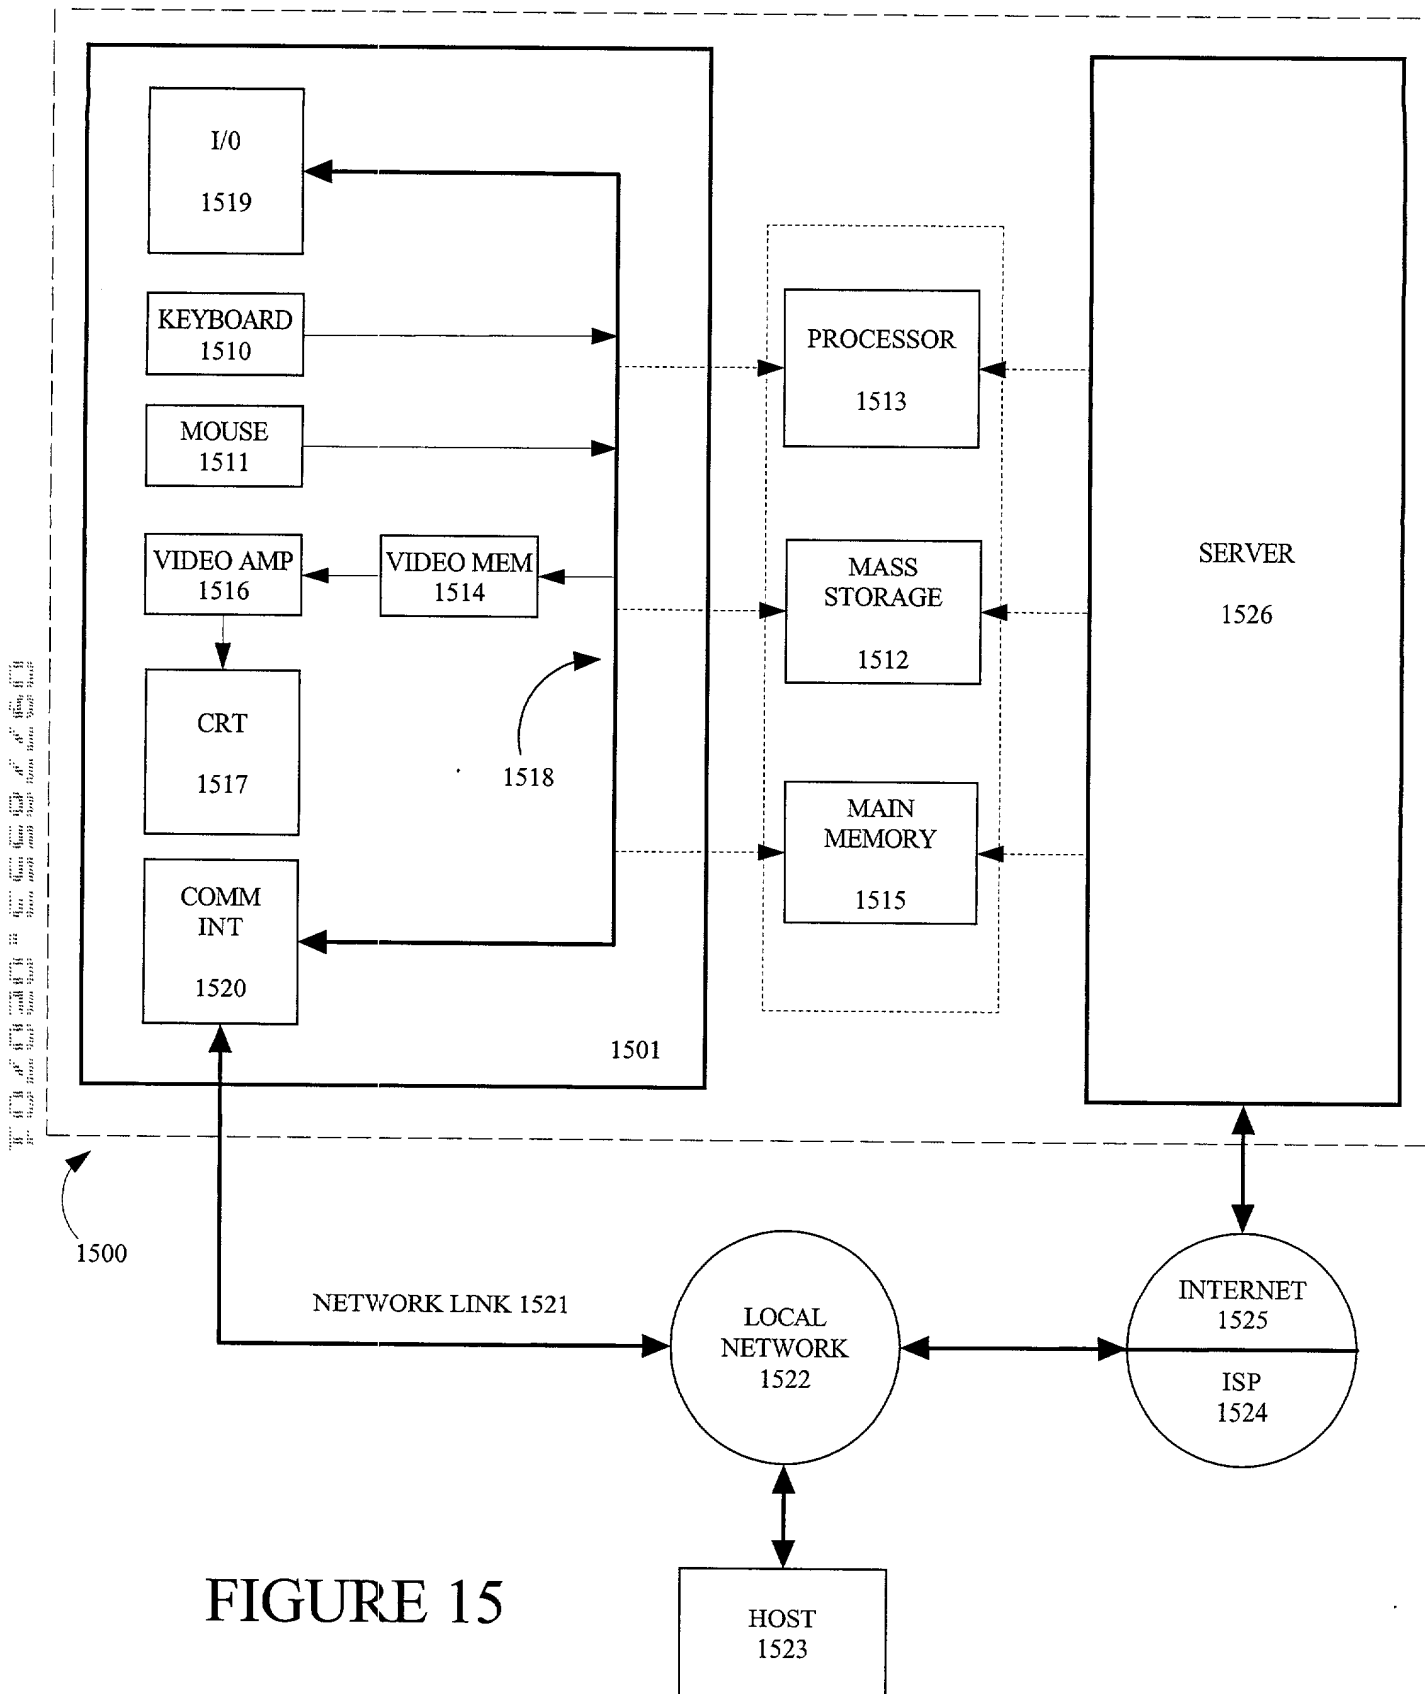 I/0
1519
KEYBOARD
1510
MOUSE
1511
VIDEO AMP
1516
VIDEO MEM
1514
CRT
1517
1518
COMM
INT
1520
1501
PROCESSOR
1513
MASS
STORAGE
1512
MAIN
MEMORY
1515
SERVER
1526
1500
NETWORK LINK 1521
LOCAL
NETWORK
1522
INTERNET
1525
ISP
1524
HOST
1523
FIGURE 15